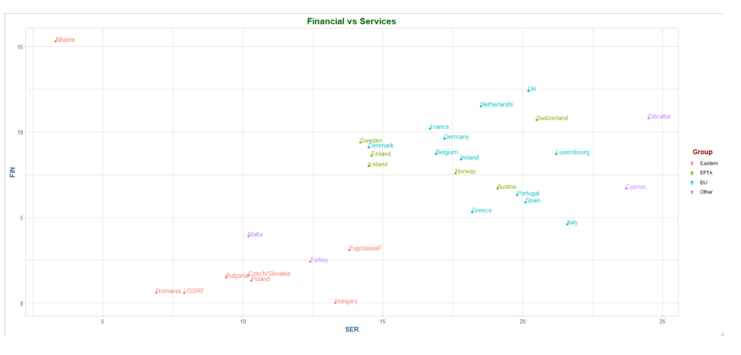 Financial vs Services
FIN
15
10
5
0
Albania
UK
Netherlands
Gibraltar
Switzerland
France
Germany
Sweden
Denmark
Finland
Belgium
Luxembourg
Ireland
Iceland
Norway
Austria
Cyprus
Portugal
Spain
Greece
Italy
Malta
YugoslaviaF
Turkey
Czech/Slovakia
Bulgaria
Poland
Romania
USSRF
Hungary
5
10
15
20
25
SER
Group
Eastern
EFTA
EU
Other